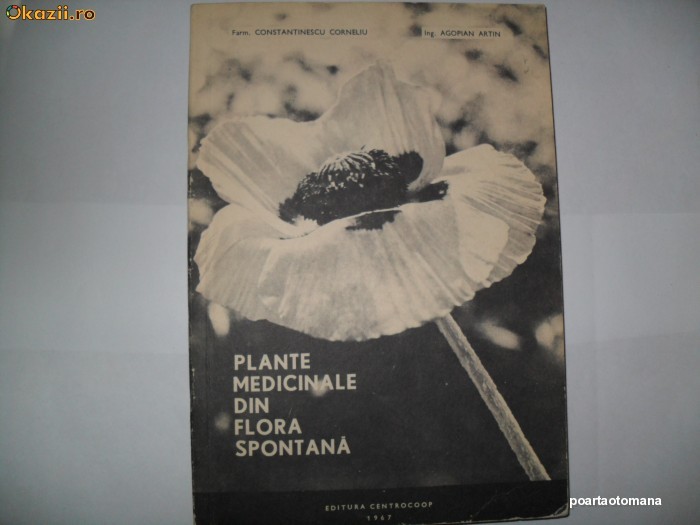 Okazii.ro
Farm. CONSTANTINESCU CORNELIU Ing. AGOPIAN ARTIN
PLANTE
MEDICINALE
DIN
FLORA
SPONTANĂ
EDITURA CENTROCOOP
1967
poartaotomana